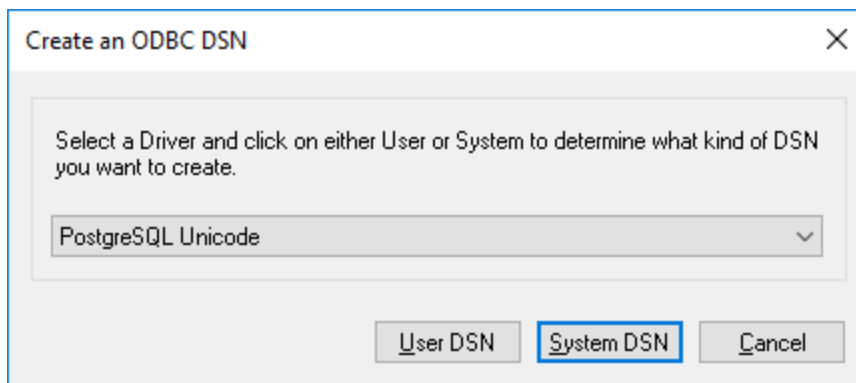 Create an ODBC DSN
Select a Driver and click on either User or System to determine what kind of DSN
you want to create.
PostgreSQL Unicode
User DSN System DSN Cancel